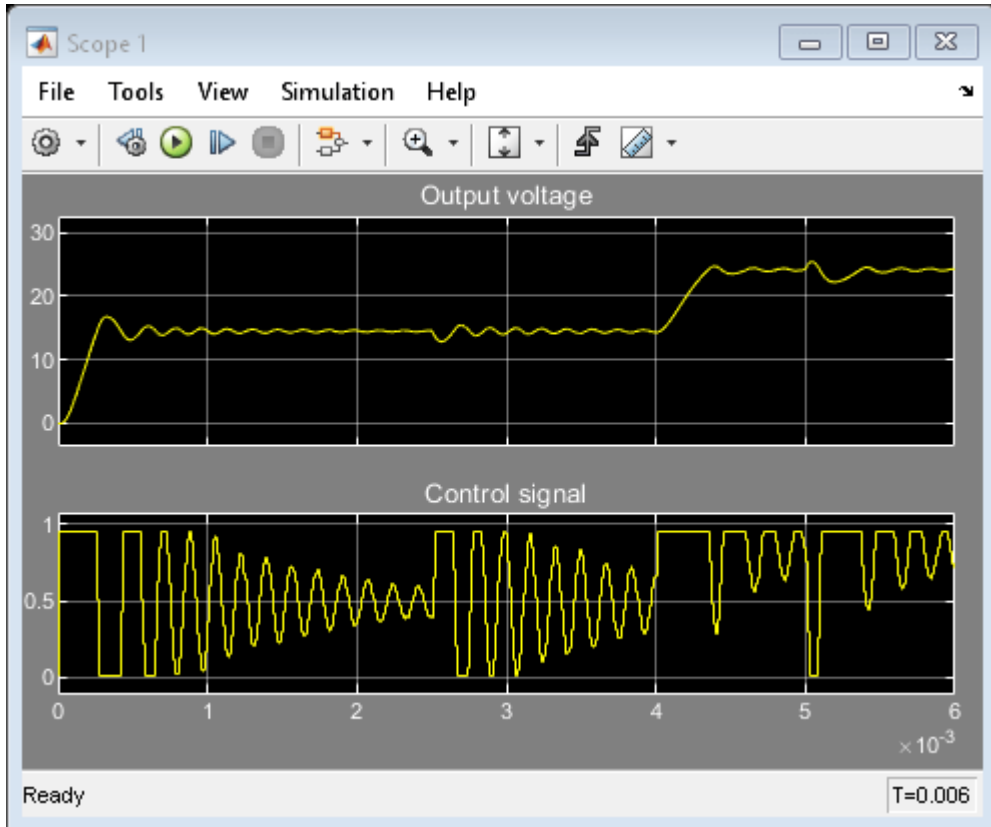 Scope 1
File Tools View Simulation Help
Output voltage
30
20
10
0
Control signal
1
0.5
0
0 1 2 3 4 5 6
×10-3
Ready T=0.006